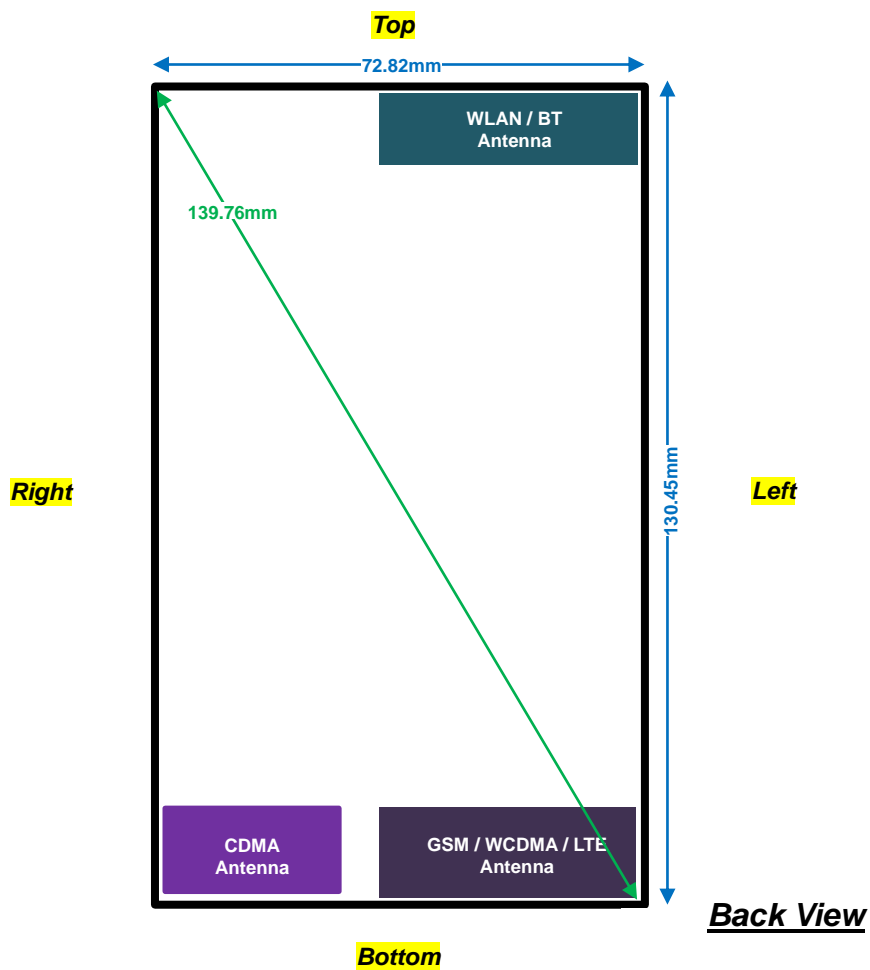 Top
72.82mm
WLAN / BT
Antenna
139.76mm
Right
130.45mm
Left
CDMA
Antenna
GSM / WCDMA / LTE
Antenna
Back View
Bottom